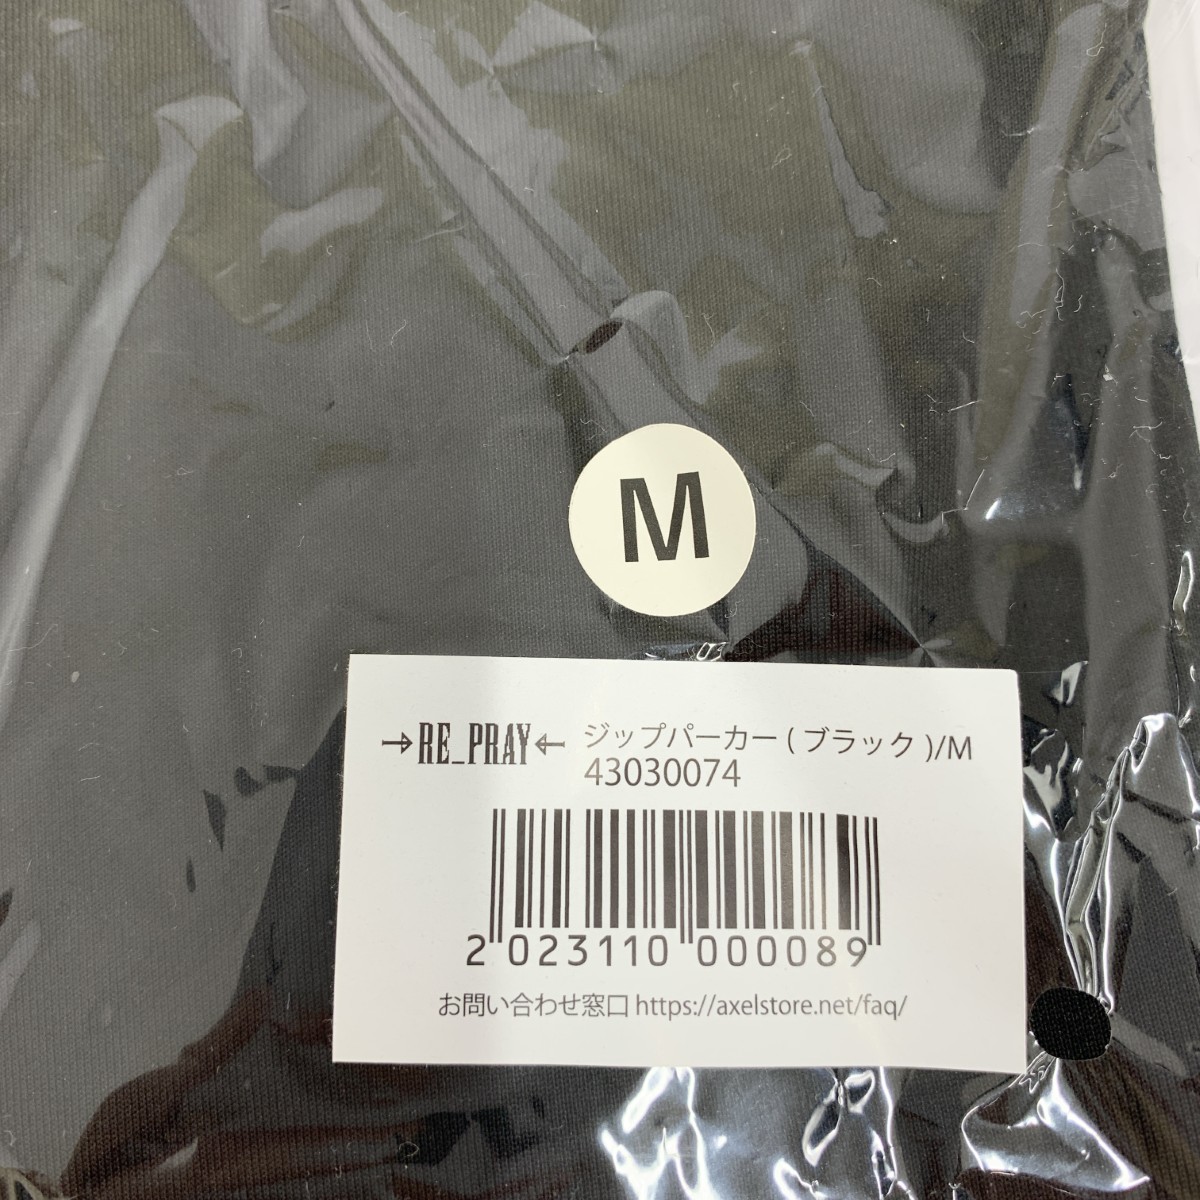 M
→RE_PRAY← ジップパーカー(ブラック)/M
43030074
2 023110 000089
お問い合わせ窓口 https://axelstore.net/faq/